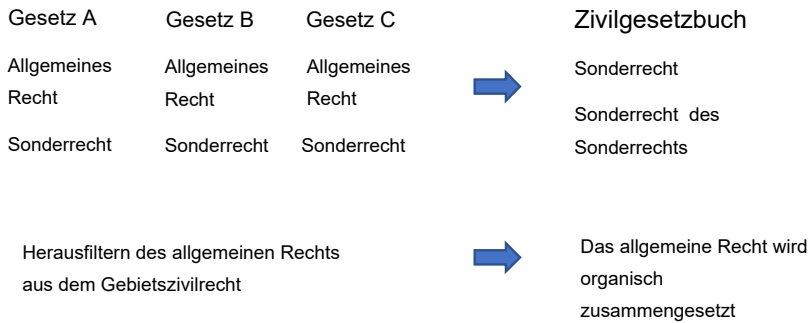 Gesetz A Gesetz B Gesetz C Zivilgesetzbuch
Allgemeines Allgemeines Allgemeines Sonderrecht
Recht Recht Recht
Sonderrecht des
Sonderrecht Sonderrecht Sonderrecht Sonderrechts
Herausfiltern des allgemeinen Rechts
aus dem Gebietszivilrecht
Das allgemeine Recht wird
organisch
zusammengesetzt